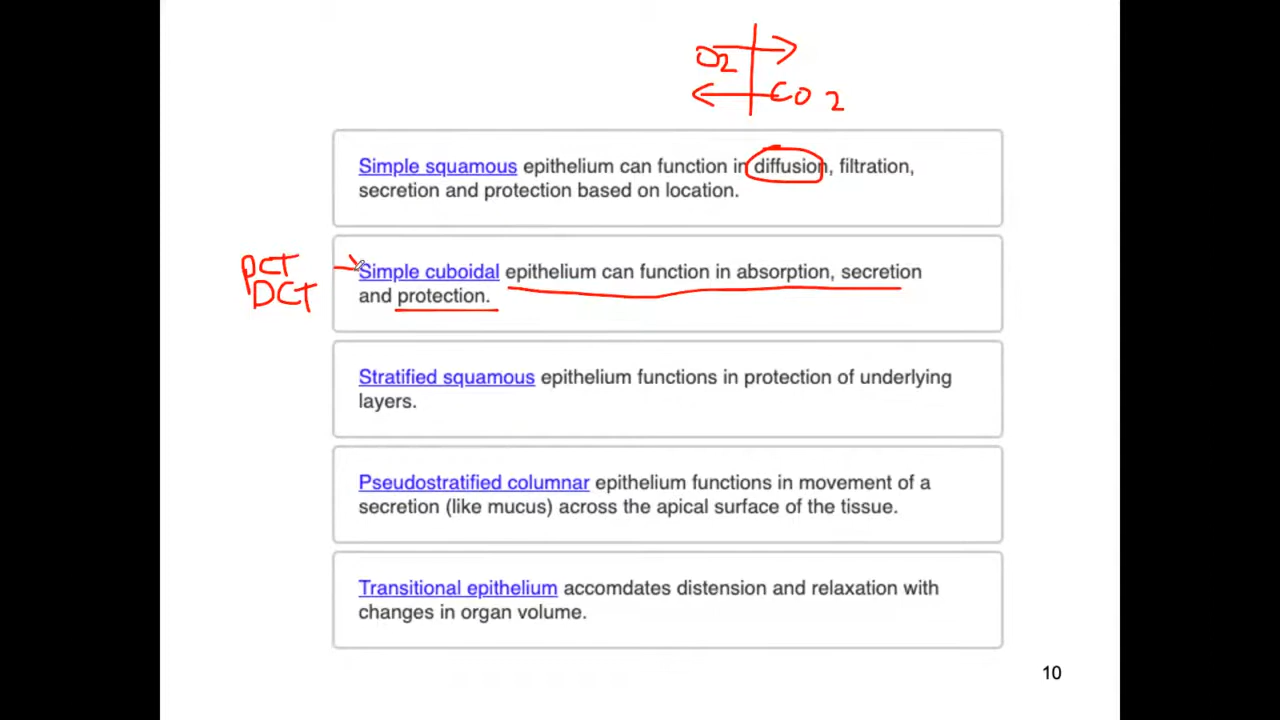 O2
CO2
Simple squamous epithelium can function in diffusion, filtration,
secretion and protection based on location.
PCT
DCT
Simple cuboidal epithelium can function in absorption, secretion
and protection.
Stratified squamous epithelium functions in protection of underlying
layers.
Pseudostratified columnar epithelium functions in movement of a
secretion (like mucus) across the apical surface of the tissue.
Transitional epithelium accomdates distension and relaxation with
changes in organ volume.
10